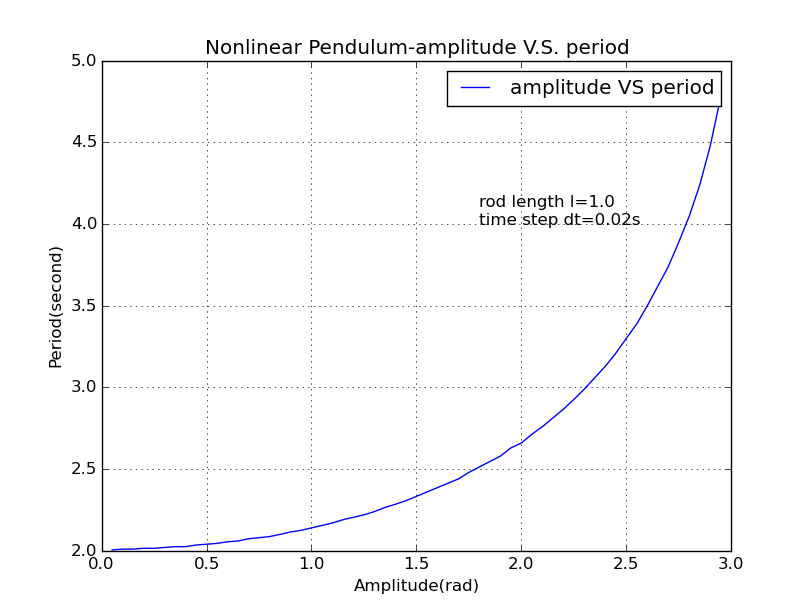 Nonlinear Pendulum-amplitude V.S. period
5.0
amplitude VS period
4.5
rod length l=1.0
4.0
time step dt=0.02s
3.5
Period(second)
3.0
2.5
2.0
0.0 0.5 1.0 1.5 2.0 2.5 3.0
Amplitude(rad)